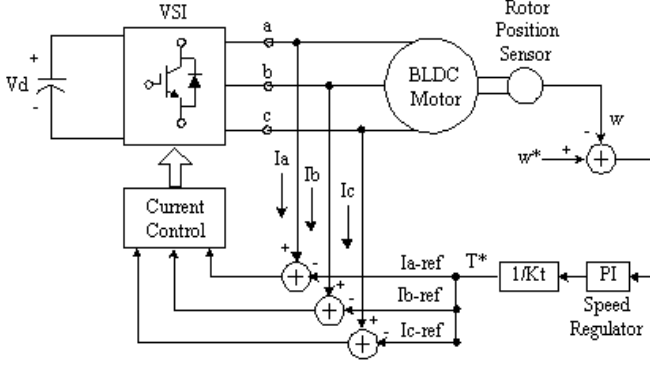 VSI
Rotor
Position
Sensor
+
Vd
-
a
b
c
BLDC
Motor
w
-
w*
+
+
Ia
Ib
Ic
Current
Control
+
-
+
+
-
+
+
-
+
Ia-ref
Ib-ref
Ic-ref
T*
1/Kt
PI
Speed
Regulator